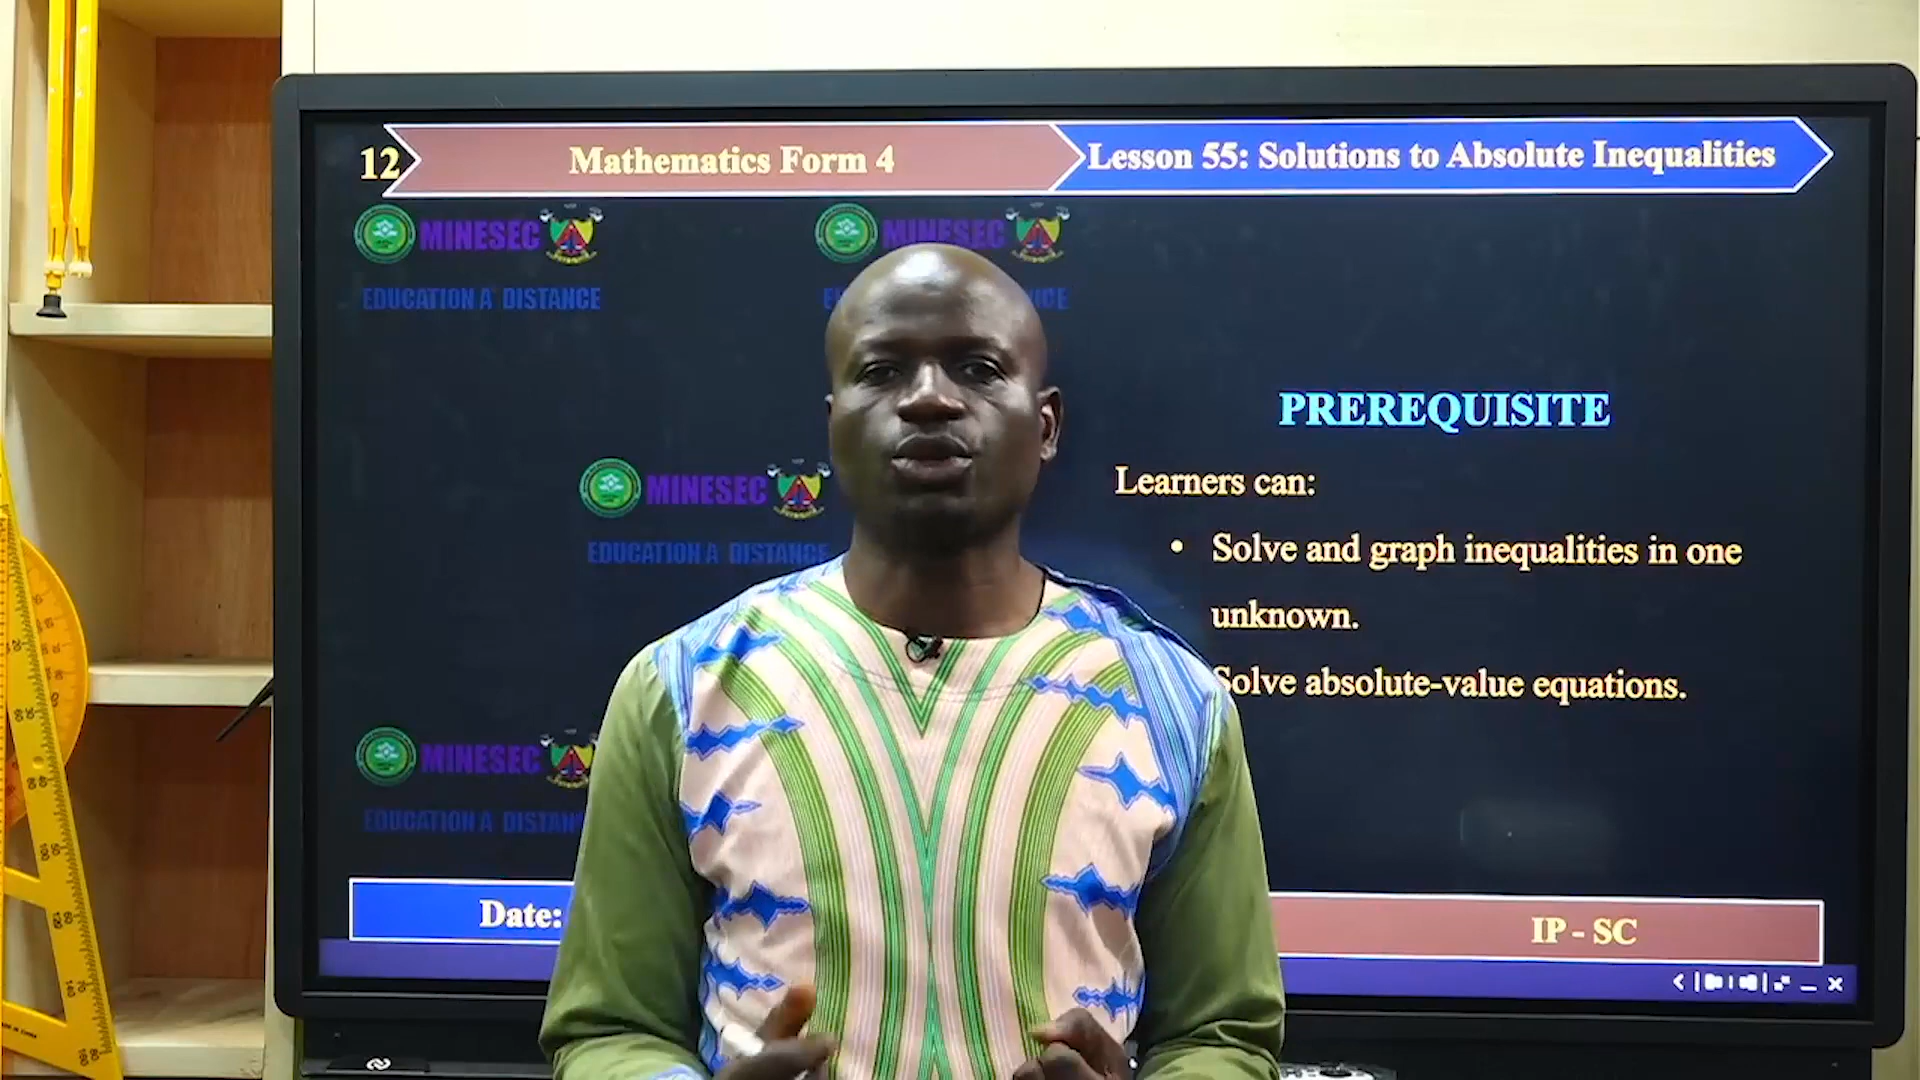 12
Mathematics Form 4
Lesson 55: Solutions to Absolute Inequalities
MINESEC
EDUCATION A DISTANCE
MINESEC
MINESEC
EDUCATION A DISTANCE
MINESEC
EDUCATION A
PREREQUISITE
Learners can:
• Solve and graph inequalities in one
unknown.
Solve absolute-value equations.
Date:
IP - SC